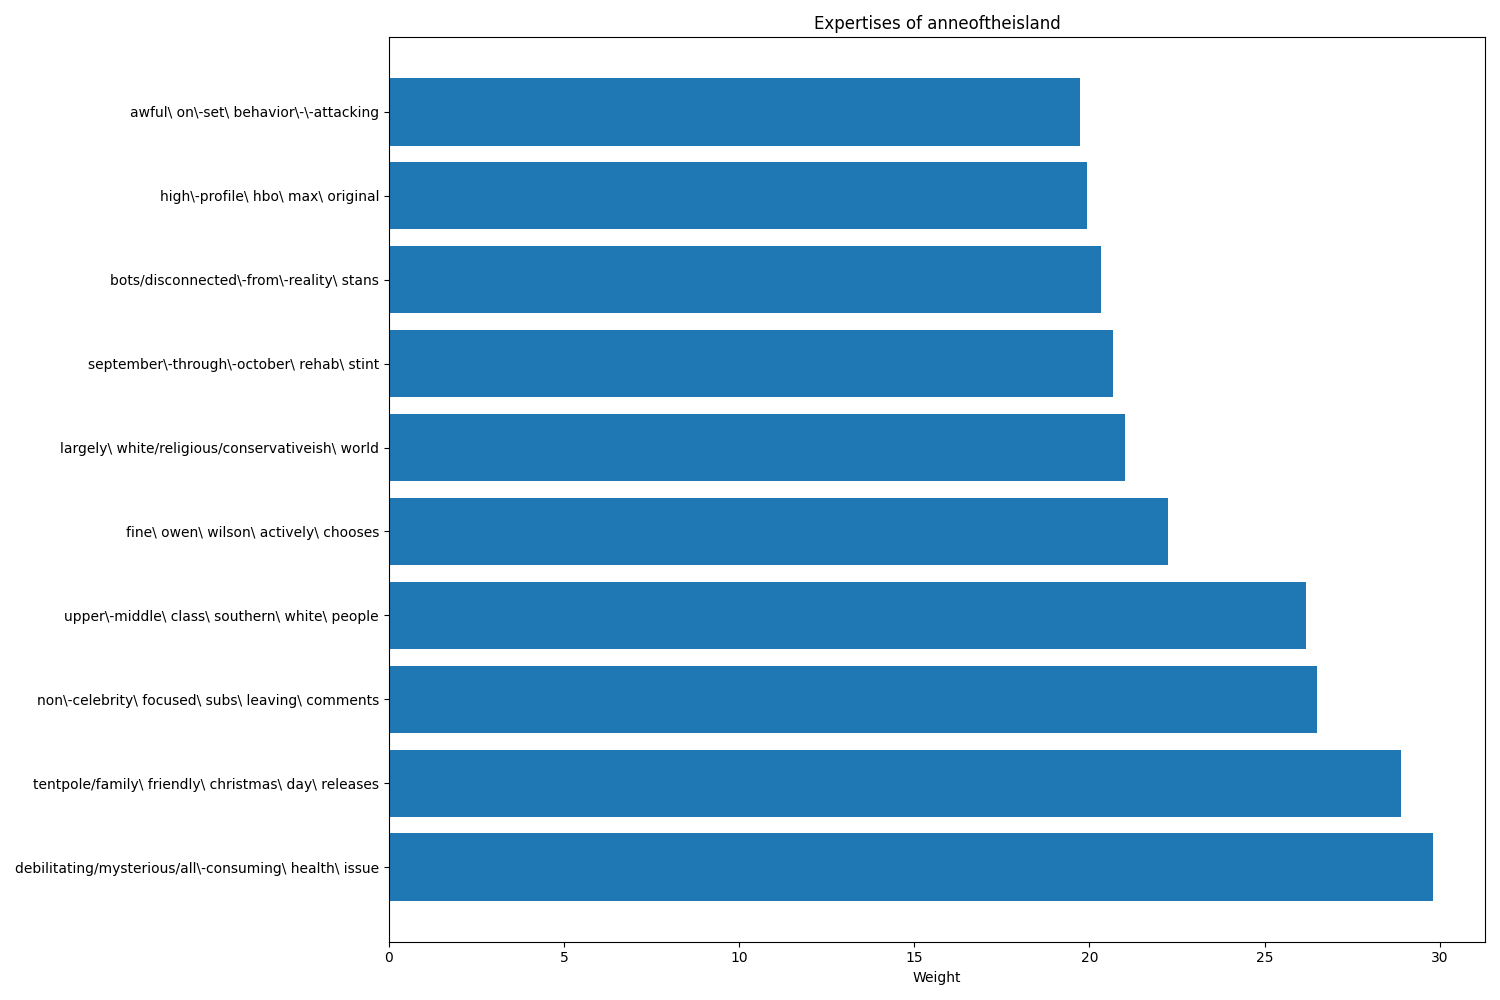 Expertises of anneoftheisland
awful\ on\-set\ behavior\-\-attacking
high\-profile\ hbo\ max\ original
bots/disconnected\-from\-reality\ stans
september\-through\-october\ rehab\ stint
largely\ white/religious/conservativeish\ world
fine\ owen\ wilson\ actively\ chooses
upper\-middle\ class\ southern\ white\ people
non\-celebrity\ focused\ subs\ leaving\ comments
tentpole/family\ friendly\ christmas\ day\ releases
debilitating/mysterious/all\-consuming\ health\ issue
0 5 10 15 20 25 30
Weight